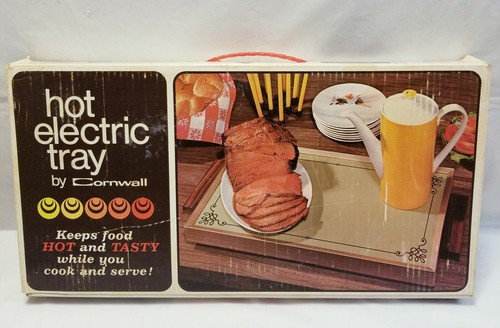 hot
electric
tray
by Cornwall
Keeps food
HOT and TASTY
while you
cook and serve!